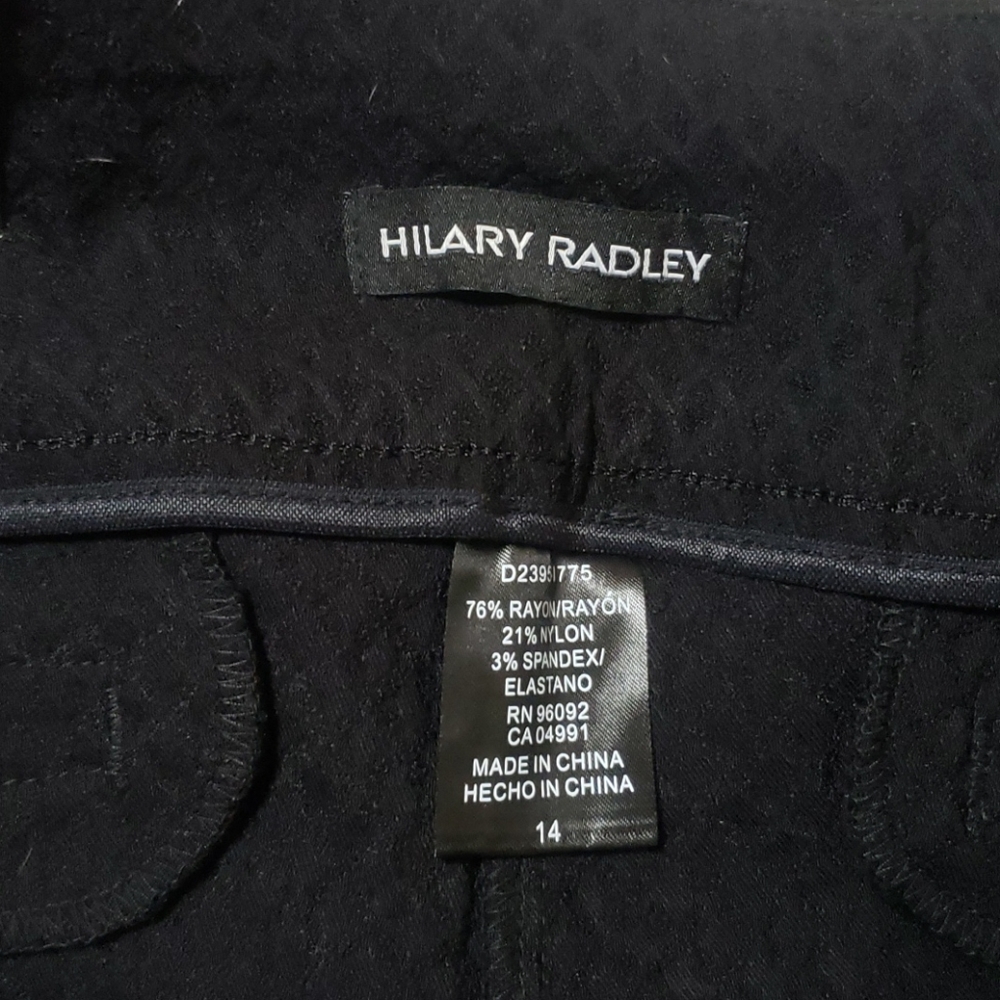 HILARY RADLEY
76% RAYON/RAYÓN
21% NYLON
3% SPANDEX/
ELASTANO
RN 96092
CA 04991
MADE IN CHINA
HECHO IN CHINA
14